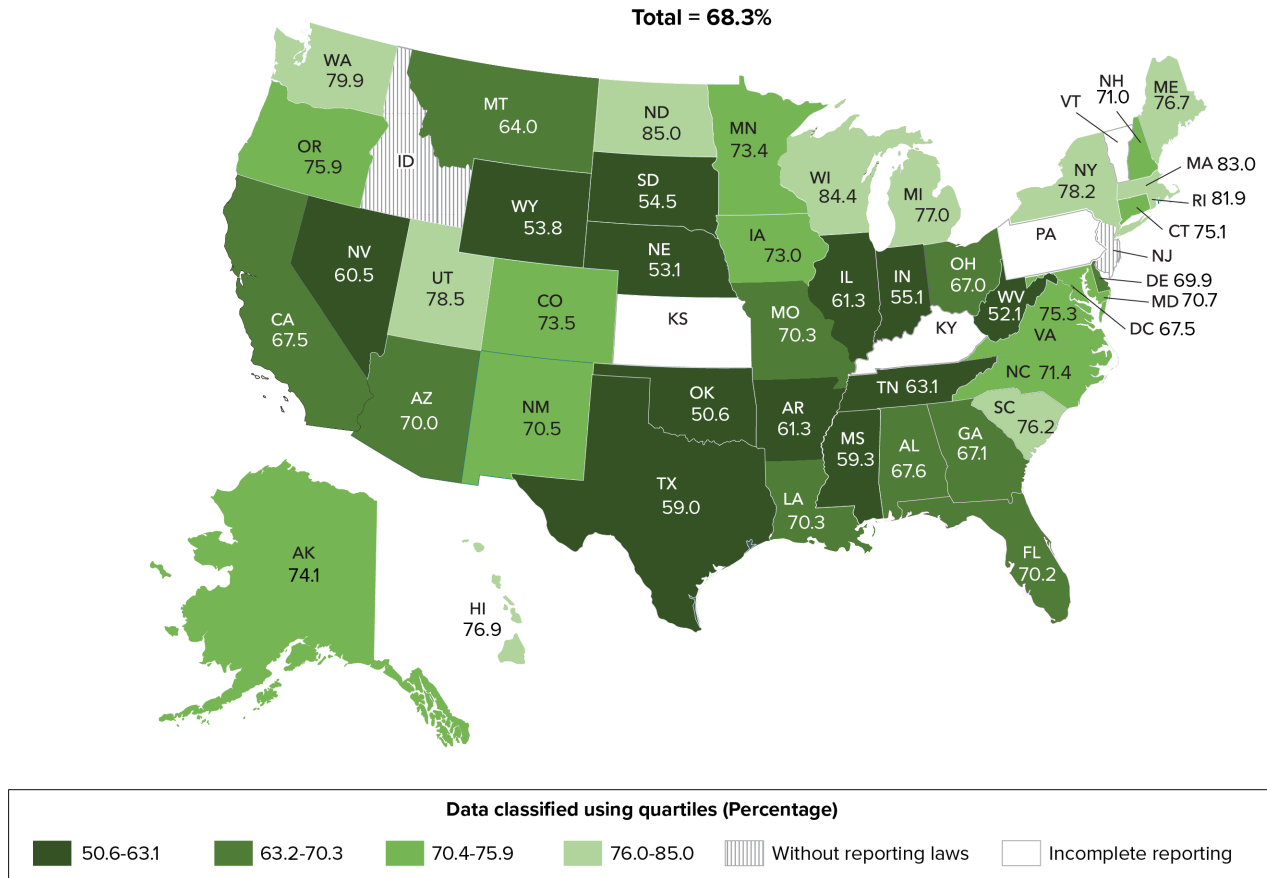 Total = 68.3%
WA
79.9
OR
75.9
ID
MT
64.0
ND
85.0
MN
73.4
SD
54.5
WY
53.8
NE
53.1
IA
73.0
WI
84.4
MI
77.0
NV
60.5
UT
78.5
CO
73.5
CA
67.5
KS
MO
70.3
IL
61.3
IN
55.1
OH
67.0
KY
WV
52.1
75.3
VA
NC 71.4
TN 63.1
SC
76.2
AZ
70.0
NM
70.5
OK
50.6
AR
61.3
MS
59.3
AL
67.6
GA
67.1
TX
59.0
LA
70.3
FL
70.2
AK
74.1
HI
76.9
PA
NY
78.2
VT
NH
71.0
ME
76.7
MA 83.0
RI 81.9
CT 75.1
NJ
DE 69.9
MD 70.7
DC 67.5
Data classified using quartiles (Percentage)
50.6-63.1 63.2-70.3 70.4-75.9 76.0-85.0 Without reporting laws Incomplete reporting